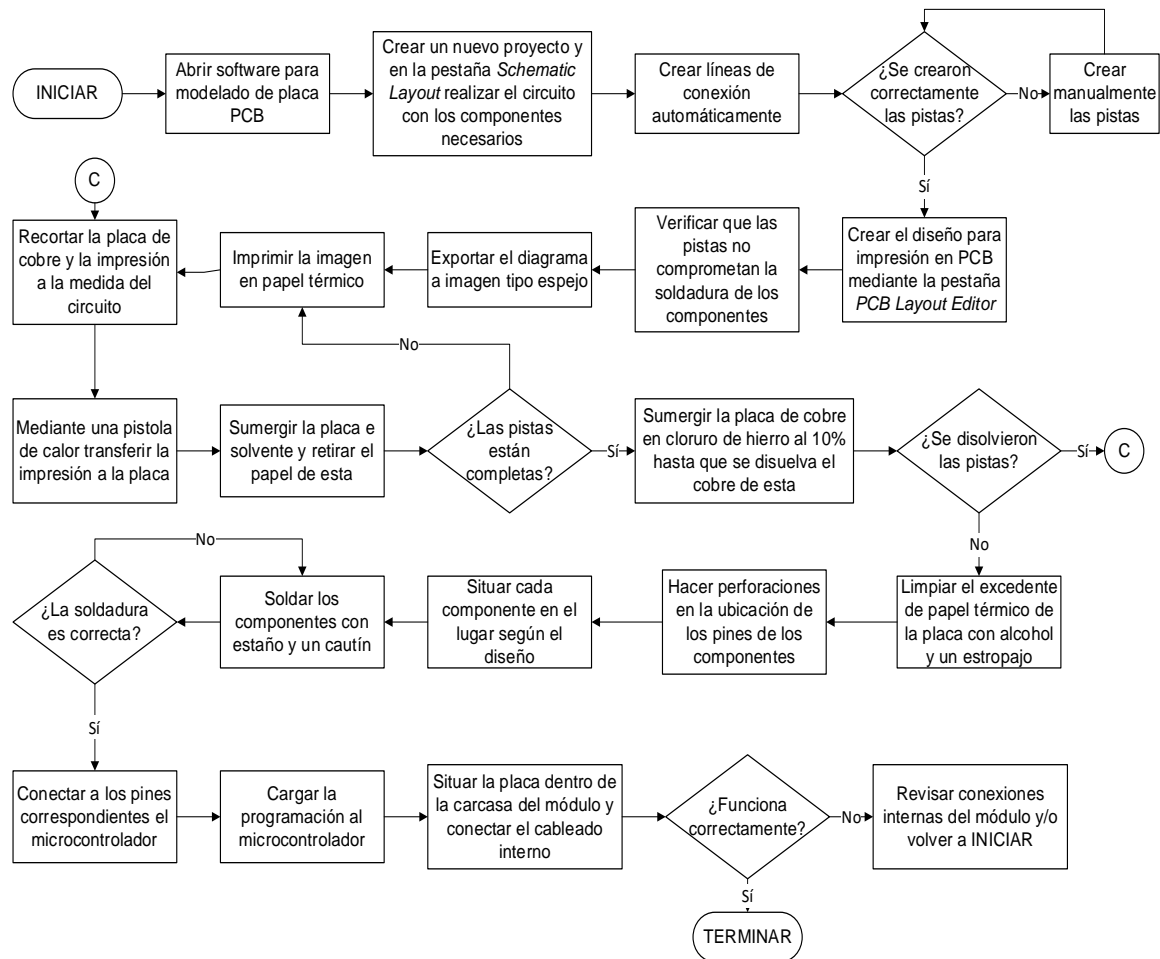 INICIAR
Abrir software para
modelado de placa
PCB
Crear un nuevo proyecto y
en la pestaña Schematic
Layout realizar el circuito
con los componentes
necesarios
Crear líneas de
conexión
automáticamente
¿Se crearon
correctamente
las pistas?
No
Crear
manualmente
las pistas
Sí
Crear el diseño para
impresión en PCB
mediante la pestaña
PCB Layout Editor
Verificar que las
pistas no
comprometan la
soldadura de los
componentes
Exportar el diagrama
a imagen tipo espejo
Imprimir la imagen
en papel térmico
C
Recortar la placa de
cobre y la impresión
a la medida del
circuito
Mediante una pistola
de calor transferir la
impresión a la placa
Sumergir la placa e
solvente y retirar el
papel de esta
¿Las pistas
están
completas?
No
Sí
Sumergir la placa de cobre
en cloruro de hierro al 10%
hasta que se disuelva el
cobre de esta
¿Se disolvieron
las pistas?
Sí
C
No
Limpiar el excedente
de papel térmico de
la placa con alcohol
y un estropajo
Hacer perforaciones
en la ubicación de
los pines de los
componentes
Situar cada
componente en el
lugar según el
diseño
Soldar los
componentes con
estaño y un cautín
¿La soldadura
es correcta?
No
Sí
Conectar a los pines
correspondientes el
microcontrolador
Cargar la
programación al
microcontrolador
Situar la placa dentro de
la carcasa del módulo y
conectar el cableado
interno
¿Funciona
correctamente?
No
Revisar conexiones
internas del módulo y/o
volver a INICIAR
Sí
TERMINAR